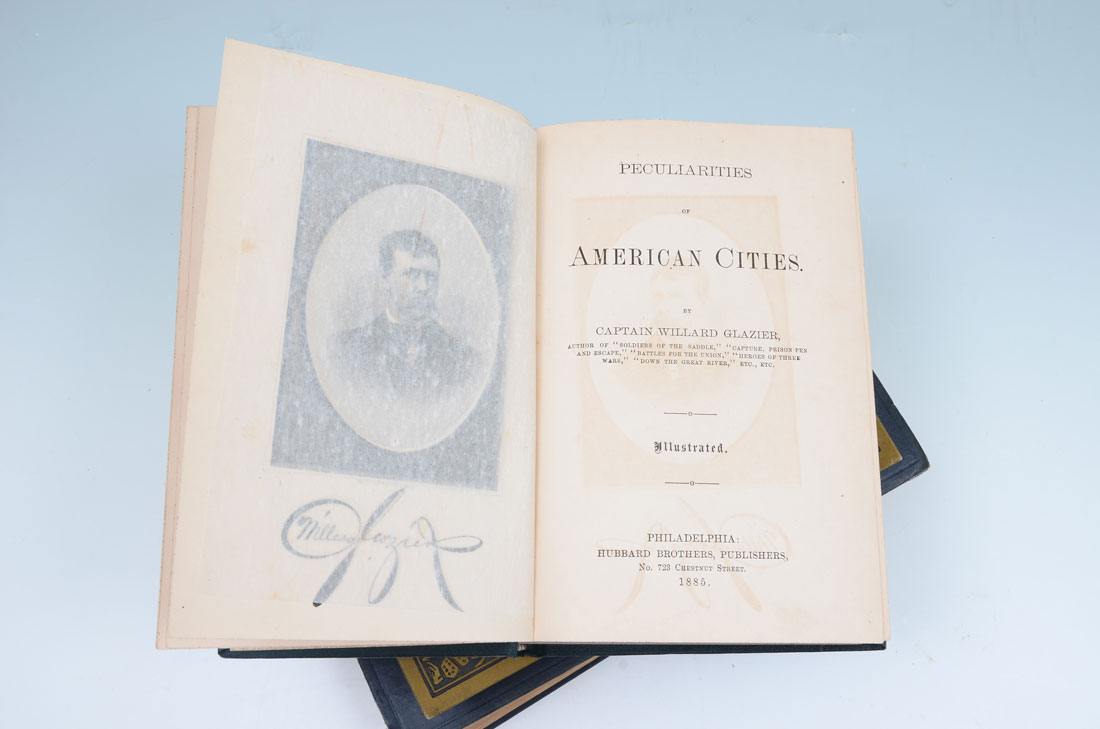 Willard Glazier
PECULIARITIES
OF
AMERICAN CITIES.
BY
CAPTAIN WILLARD GLAZIER,
AUTHOR OF "SOLDIERS OF THE SADDLE," "CAPTURE, PRISON PEN
AND ESCAPE," "BATTLES FOR THE UNION," "HEROES OF THREE
WARS," "DOWN THE GREAT RIVER," ETC., ETC.
Illustrated.
PHILADELPHIA:
HUBBARD BROTHERS, PUBLISHERS,
No. 723 CHESTNUT STREET.
1885.